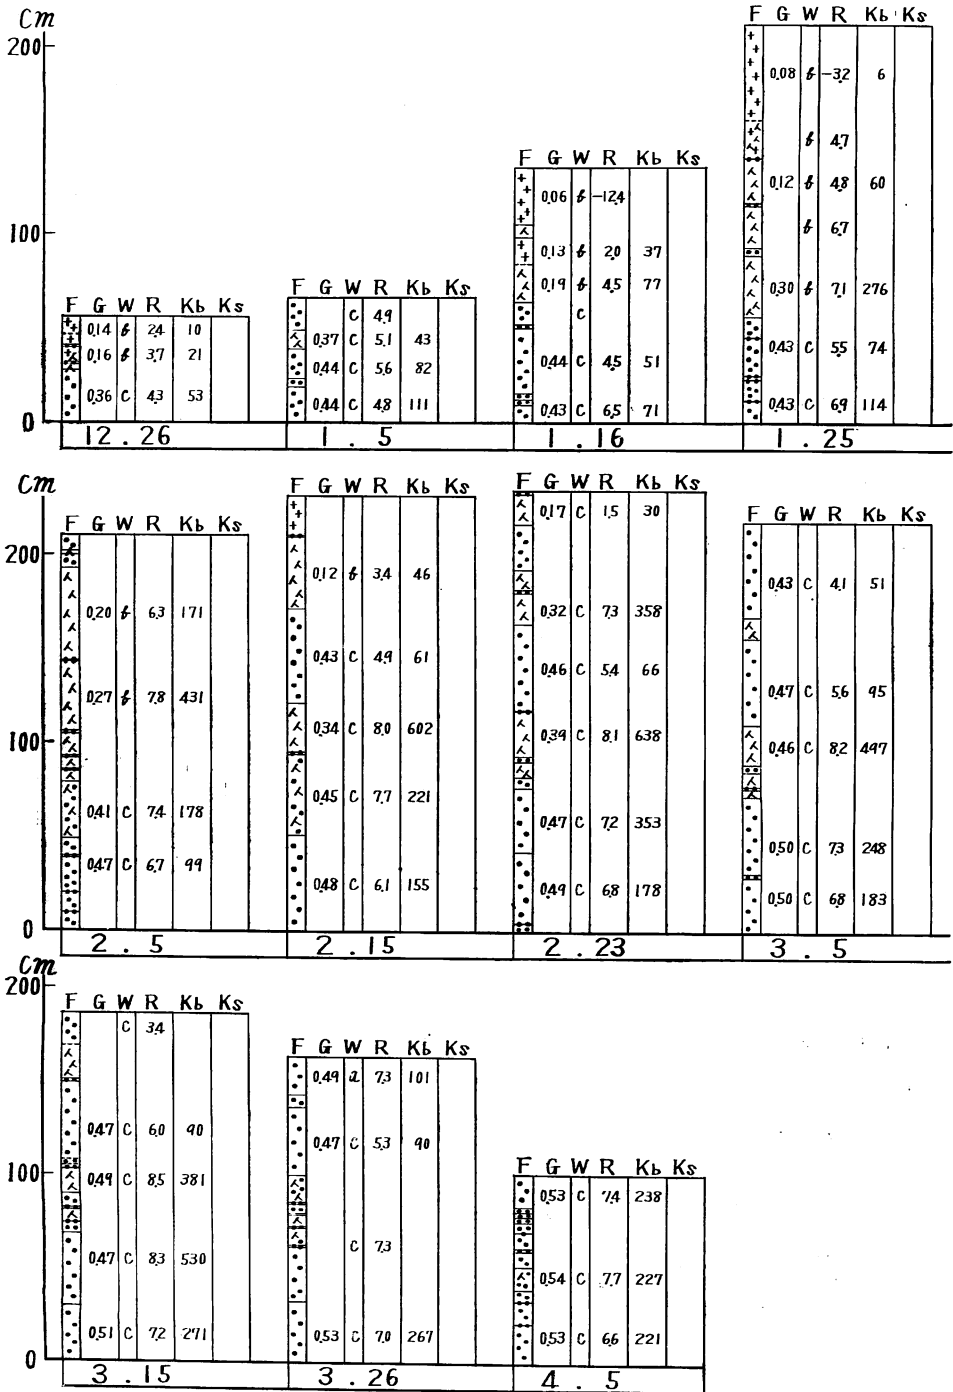 Cm
200
100
0
F G W R Kb Ks
0.14 b 2.4 10
0.16 b 3.7 21
0.36 C 4.3 53
12.26
F G W R Kb Ks
C 4.9
0.37 C 5.1 43
0.44 C 5.6 82
0.44 C 4.8 111
1.5
F G W R Kb Ks
0.06 b -12.4
0.13 b 2.0 37
0.19 b 4.5 77
C
0.44 C 4.5 51
0.43 C 6.5 71
1.16
F G W R Kb Ks
0.08 b -3.2 6
b 4.7
0.12 b 4.8 60
b 6.7
0.30 b 7.1 276
0.43 C 5.5 74
0.43 C 6.9 114
1.25
Cm
200
100
0
F G W R Kb Ks
0.20 b 6.3 171
0.27 b 7.8 431
0.41 C 7.4 178
0.47 C 6.7 99
2.5
F G W R Kb Ks
0.12 b 3.4 46
0.43 C 4.9 61
0.34 C 8.0 602
0.45 C 7.7 221
0.48 C 6.1 155
2.15
F G W R Kb Ks
0.17 C 1.5 30
0.32 C 7.3 358
0.46 C 5.4 66
0.39 C 8.1 638
0.47 C 7.2 353
0.49 C 6.8 178
2.23
F G W R Kb Ks
0.43 C 4.1 51
0.47 C 5.6 95
0.46 C 8.2 497
0.50 C 7.3 248
0.50 C 6.8 183
3.5
Cm
200
100
0
F G W R Kb Ks
C 3.4
0.47 C 6.0 90
0.49 C 8.5 381
0.47 C 8.3 530
0.51 C 7.2 271
3.15
F G W R Kb Ks
0.49 a 7.3 101
0.47 C 5.3 90
C 7.3
0.53 C 7.0 267
3.26
F G W R Kb Ks
0.53 C 7.4 238
0.54 C 7.7 227
0.53 C 6.6 221
4.5